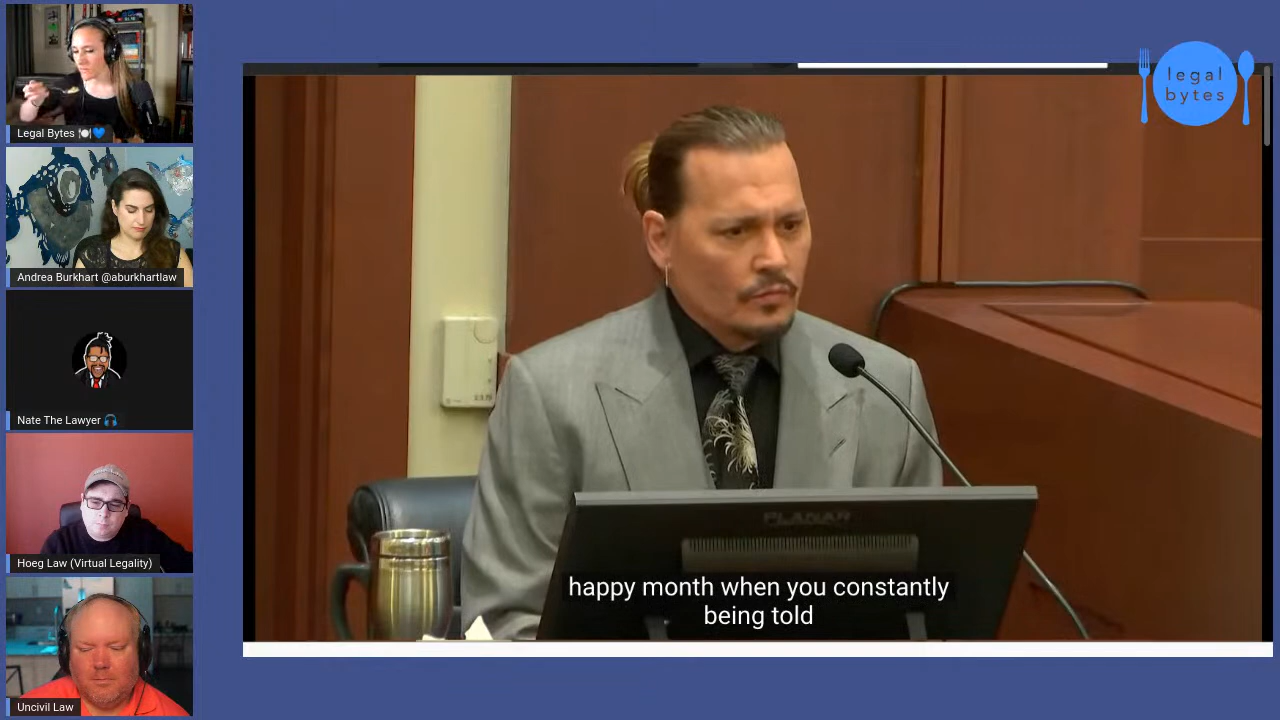 Legal Bytes
Andrea Burkhart @aburkhartlaw
Nate The Lawyer
Hoeg Law (Virtual Legality)
Uncivil Law
legal
bytes
PLANAR
happy month when you constantly
being told